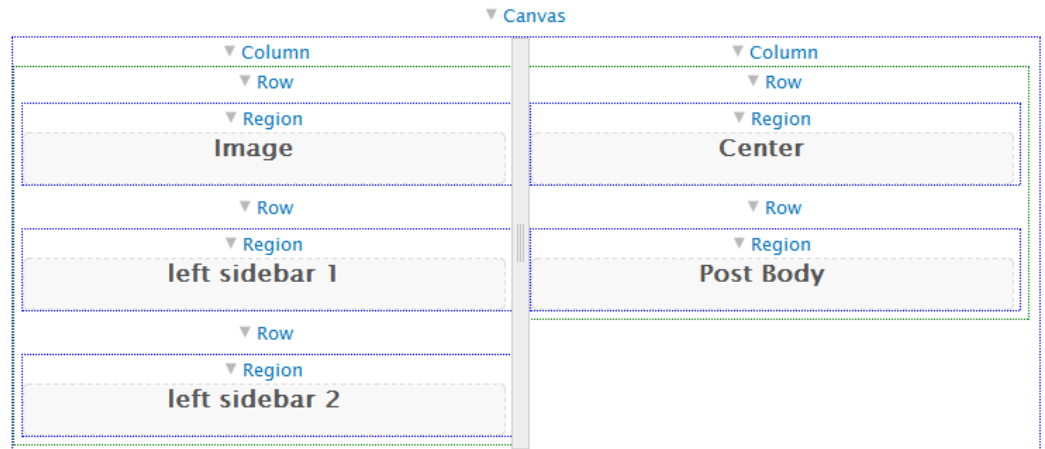 Canvas
Column
Row
Region
Image
Row
Region
left sidebar 1
Row
Region
left sidebar 2
Column
Row
Region
Center
Row
Region
Post Body